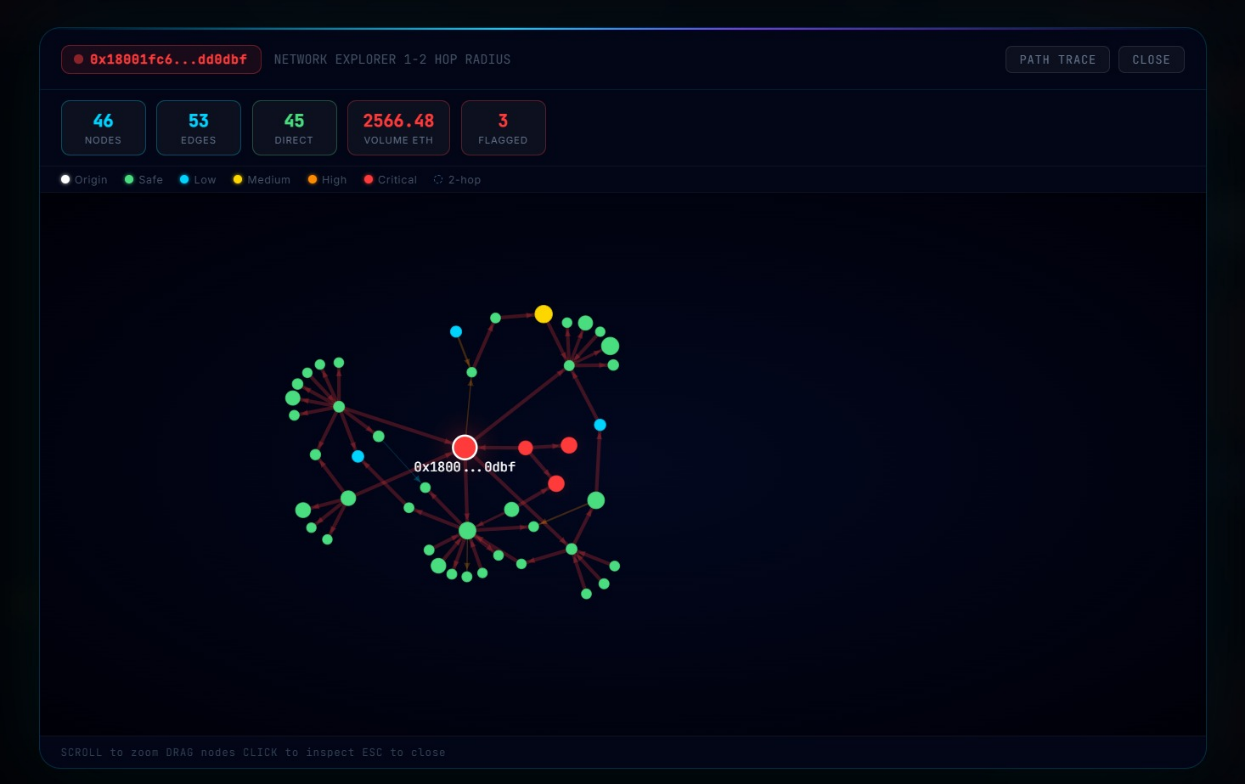 0x18001fc6...dd0dbf NETWORK EXPLORER 1-2 HOP RADIUS PATH TRACE CLOSE
46 53 45 2566.48 3
NODES EDGES DIRECT VOLUME ETH FLAGGED
Origin Safe Low Medium High Critical 2-hop
0x1800...0dbf
SCROLL to zoom DRAG nodes CLICK to inspect ESC to close